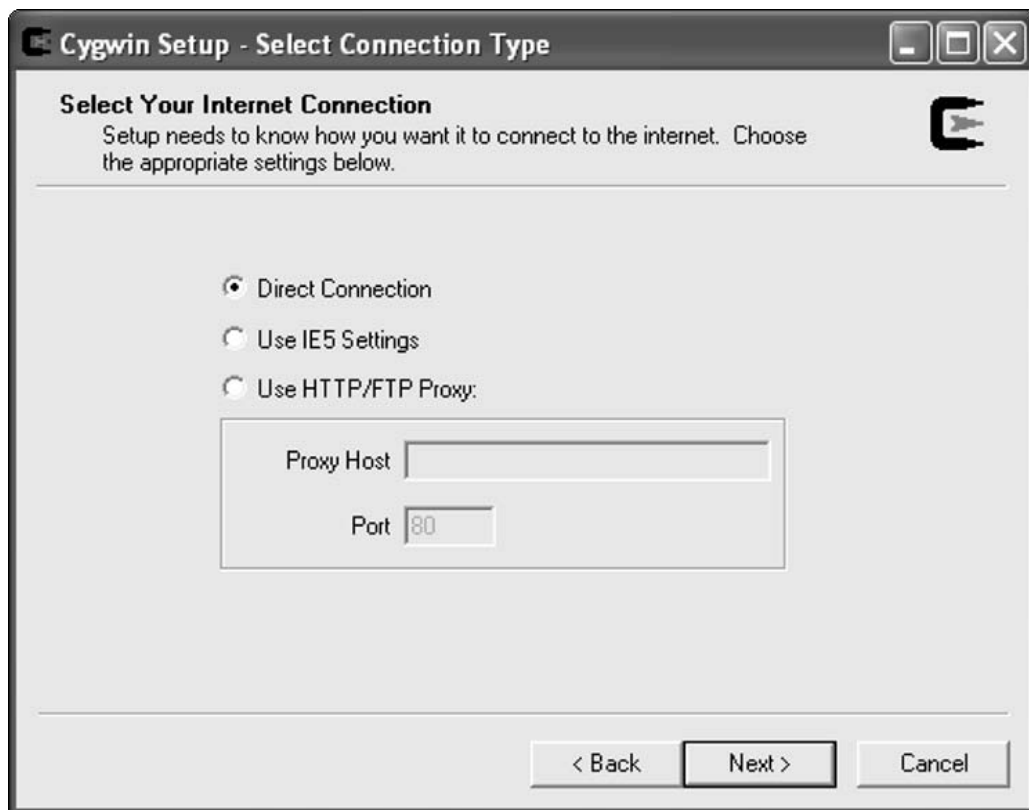 Cygwin Setup - Select Connection Type
Select Your Internet Connection
Setup needs to know how you want it to connect to the internet.  Choose
the appropriate settings below.
Direct Connection
Use IE5 Settings
Use HTTP/FTP Proxy:
Proxy Host
Port 80
< Back Next > Cancel